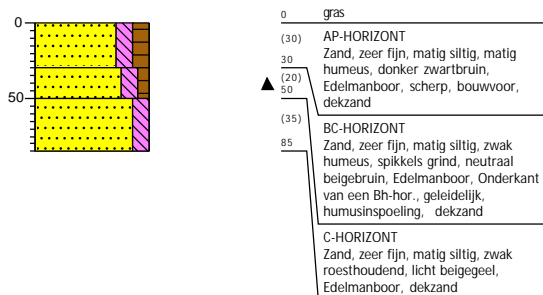 0
50
0 gras
(30) AP-HORIZONT
Zand, zeer fijn, matig siltig, matig
humeus, donker zwartbruin,
Edelmanboor, scherp, bouwvoor,
dekzand
30
(20)
50
(35)
85
BC-HORIZONT
Zand, zeer fijn, matig siltig, zwak
humeus, spikkels grind, neutraal
beigebruin, Edelmanboor, Onderkant
van een Bh-hor., geleidelijk,
humusinspoeling, dekzand
C-HORIZONT
Zand, zeer fijn, matig siltig, zwak
roesthoudend, licht beigegeel,
Edelmanboor, dekzand